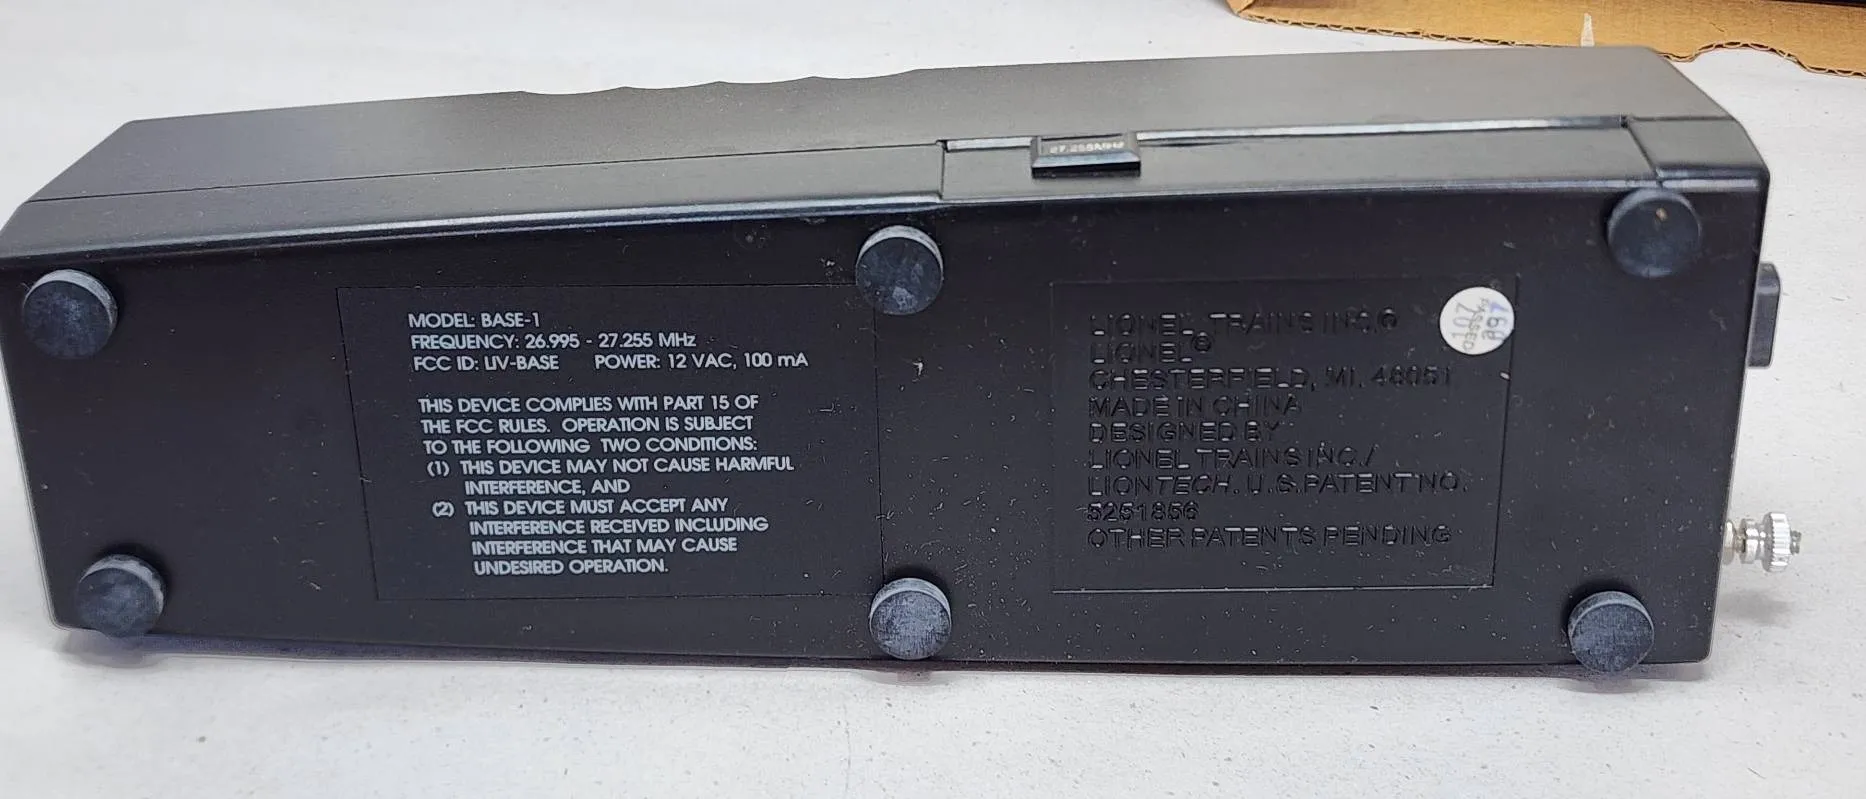 27.255MHz
MODEL: BASE-1
FREQUENCY: 26.995 - 27.255 MHz
FCC ID: LIV-BASE POWER: 12 VAC, 100 mA
THIS DEVICE COMPLIES WITH PART 15 OF
THE FCC RULES. OPERATION IS SUBJECT
TO THE FOLLOWING TWO CONDITIONS:
(1) THIS DEVICE MAY NOT CAUSE HARMFUL
INTERFERENCE, AND
(2) THIS DEVICE MUST ACCEPT ANY
INTERFERENCE RECEIVED INCLUDING
INTERFERENCE THAT MAY CAUSE
UNDESIRED OPERATION.
LIONEL TRAINS INC.®
LIONEL®
CHESTERFIELD, MI. 48051
MADE IN CHINA
DESIGNED BY
LIONEL TRAINS INC./
LIONTECH. U.S. PATENT NO.
5251856
OTHER PATENTS PENDING
107
PASSED